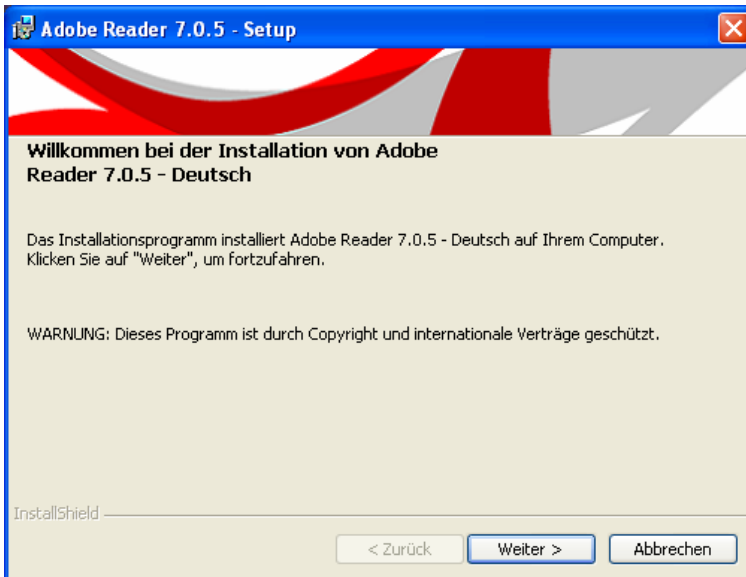 Adobe Reader 7.0.5 - Setup
Willkommen bei der Installation von Adobe
Reader 7.0.5 - Deutsch
Das Installationsprogramm installiert Adobe Reader 7.0.5 - Deutsch auf Ihrem Computer.
Klicken Sie auf "Weiter", um fortzufahren.
WARNUNG: Dieses Programm ist durch Copyright und internationale Verträge geschützt.
InstallShield
< Zurück Weiter > Abbrechen